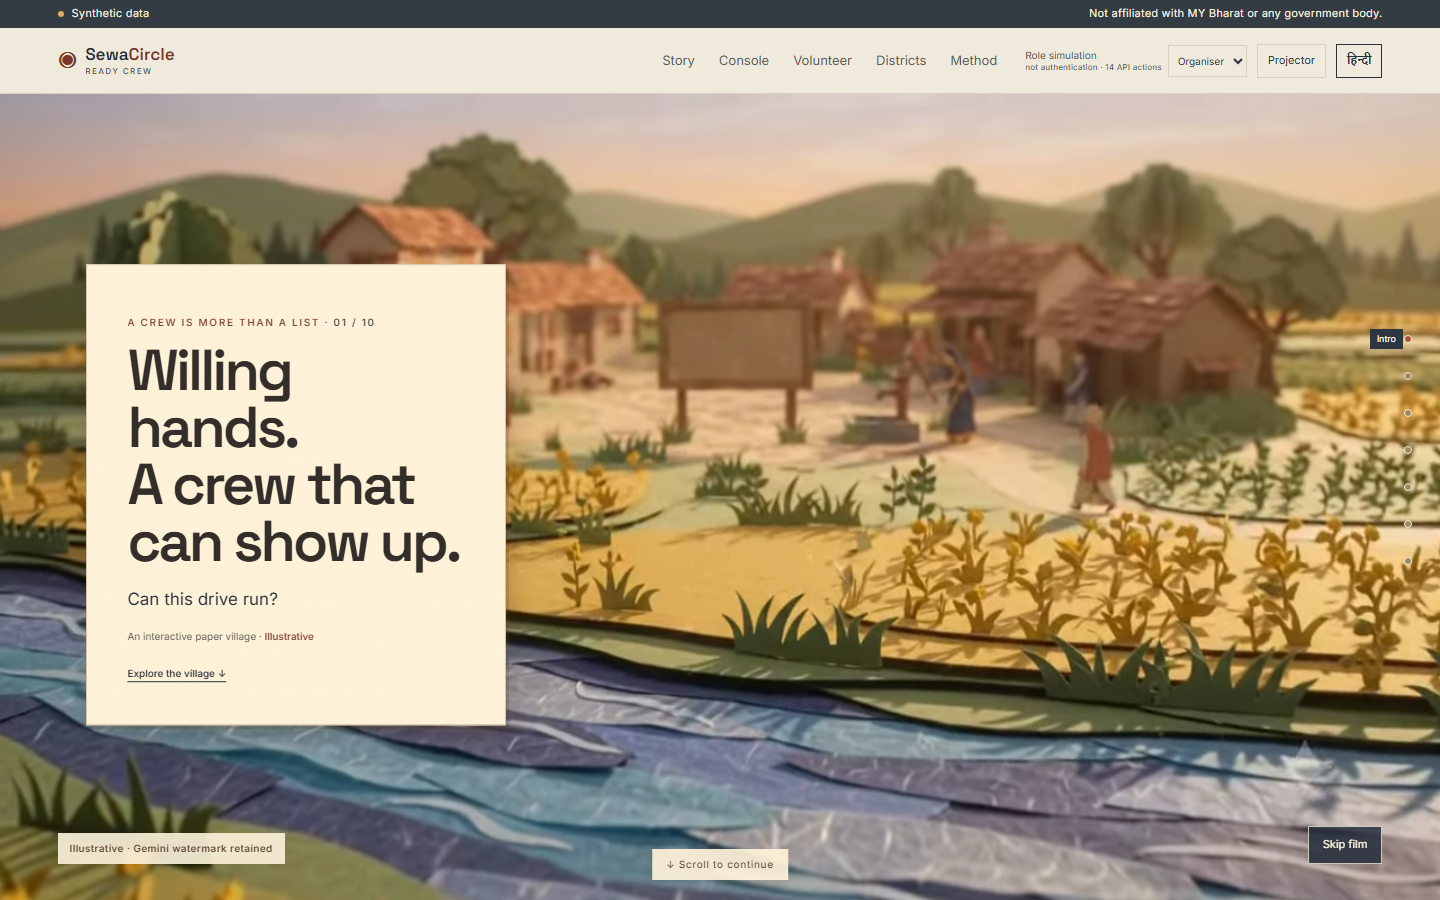 Synthetic data
Not affiliated with MY Bharat or any government body.
SewaCircle
READY CREW
Story
Console
Volunteer
Districts
Method
Role simulation
not authentication · 14 API actions
Organiser
Projector
हिन्दी
A CREW IS MORE THAN A LIST · 01 / 10
Willing
hands.
A crew that
can show up.
Can this drive run?
An interactive paper village · Illustrative
Explore the village ↓
Intro
Illustrative · Gemini watermark retained
↓ Scroll to continue
Skip film